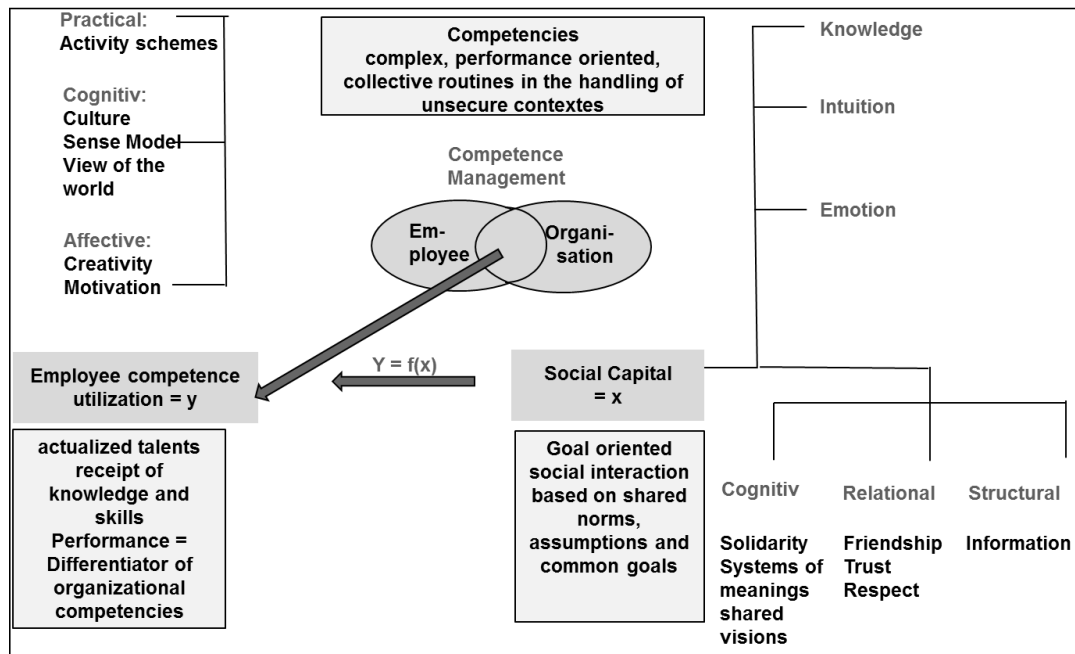 Practical:
Activity schemes
Cognitiv:
Culture
Sense Model
View of the
world
Affective:
Creativity
Motivation
Competencies
complex, performance oriented,
collective routines in the handling of
unsecure contextes
Competence
Management
Em-
ployee
Organi-
sation
Knowledge
Intuition
Emotion
Employee competence
utilization = y
Y = f(x)
Social Capital
= x
actualized talents
receipt of
knowledge and
skills
Performance =
Differentiator of
organizational
competencies
Goal oriented
social interaction
based on shared
norms,
assumptions and
common goals
Cognitiv
Solidarity
Systems of
meanings
shared
visions
Relational
Friendship
Trust
Respect
Structural
Information